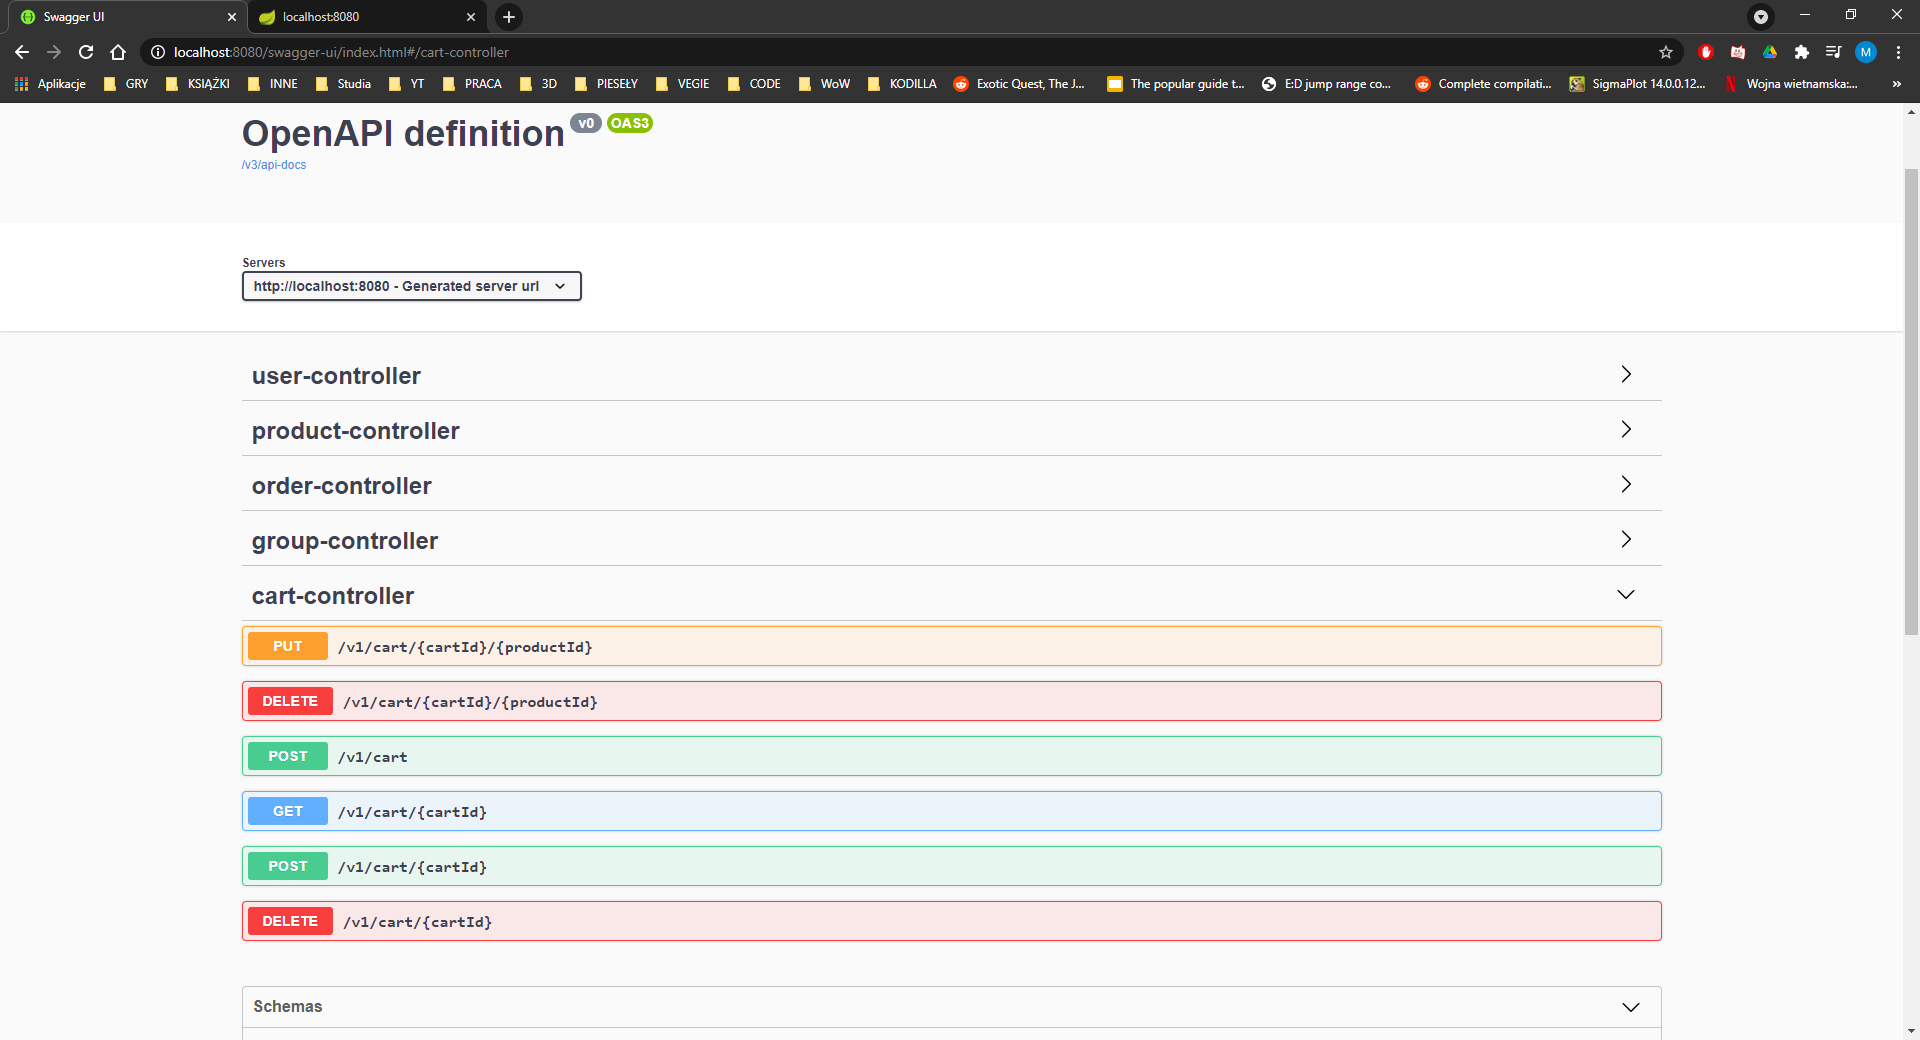 Swagger UI
localhost:8080
localhost:8080/swagger-ui/index.html#/cart-controller
M
Aplikacje
GRY
KSIĄŻKI
INNE
Studia
YT
PRACA
3D
PIESEŁY
VEGIE
CODE
WoW
KODILLA
Exotic Quest, The J...
The popular guide t...
E:D jump range co...
Complete compilati...
SigmaPlot 14.0.0.12...
Wojna wietnamska:...
»
OpenAPI definition v0 OAS3
/v3/api-docs
Servers
http://localhost:8080 - Generated server url
user-controller
product-controller
order-controller
group-controller
cart-controller
PUT /v1/cart/{cartId}/{productId}
DELETE /v1/cart/{cartId}/{productId}
POST /v1/cart
GET /v1/cart/{cartId}
POST /v1/cart/{cartId}
DELETE /v1/cart/{cartId}
Schemas